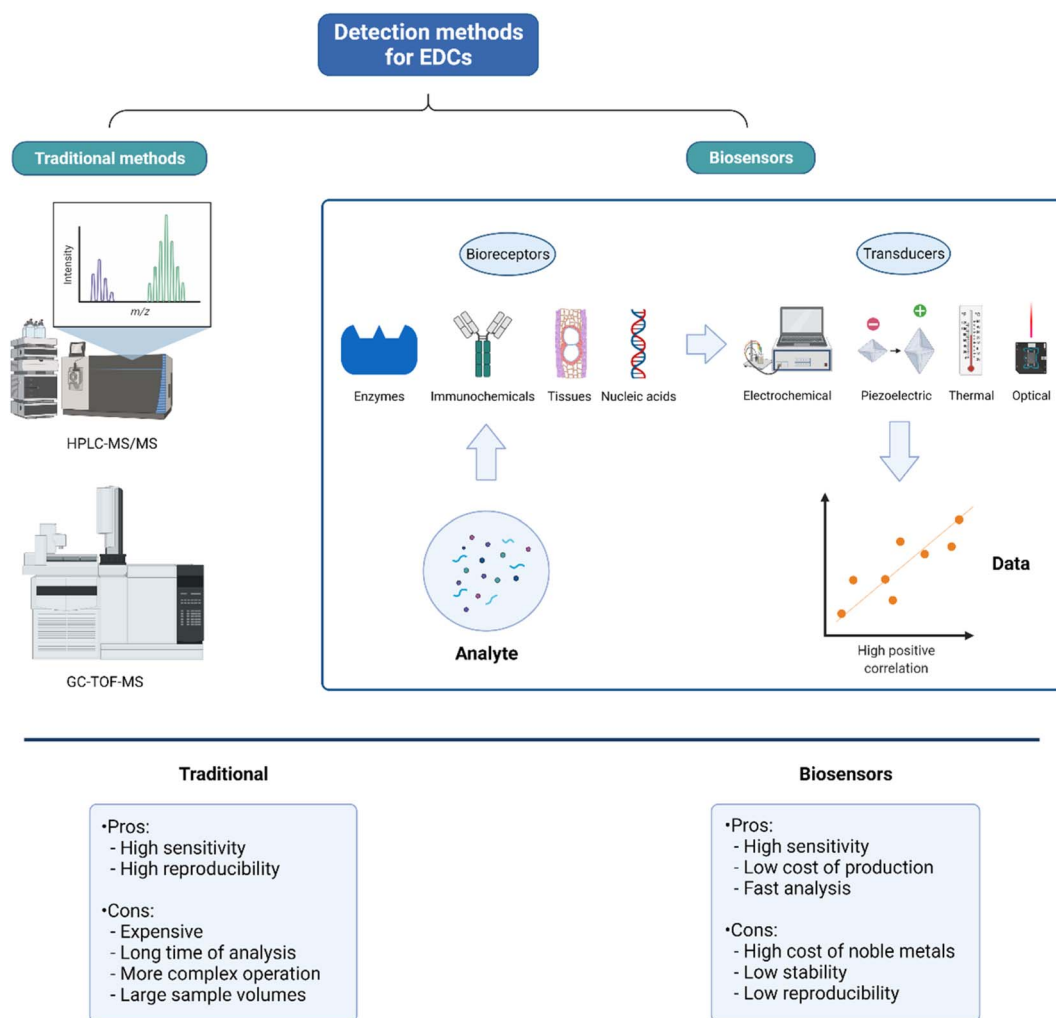 Detection methods
for EDCs
Traditional methods
Biosensors
Intensity
m/z
HPLC-MS/MS
GC-TOF-MS
Bioreceptors
Transducers
Enzymes
Immunochemicals
Tissues
Nucleic acids
Electrochemical
Piezoelectric
Thermal
Optical
Analyte
Data
High positive
correlation
Traditional
•Pros:
- High sensitivity
- High reproducibility
•Cons:
- Expensive
- Long time of analysis
- More complex operation
- Large sample volumes
Biosensors
•Pros:
- High sensitivity
- Low cost of production
- Fast analysis
•Cons:
- High cost of noble metals
- Low stability
- Low reproducibility